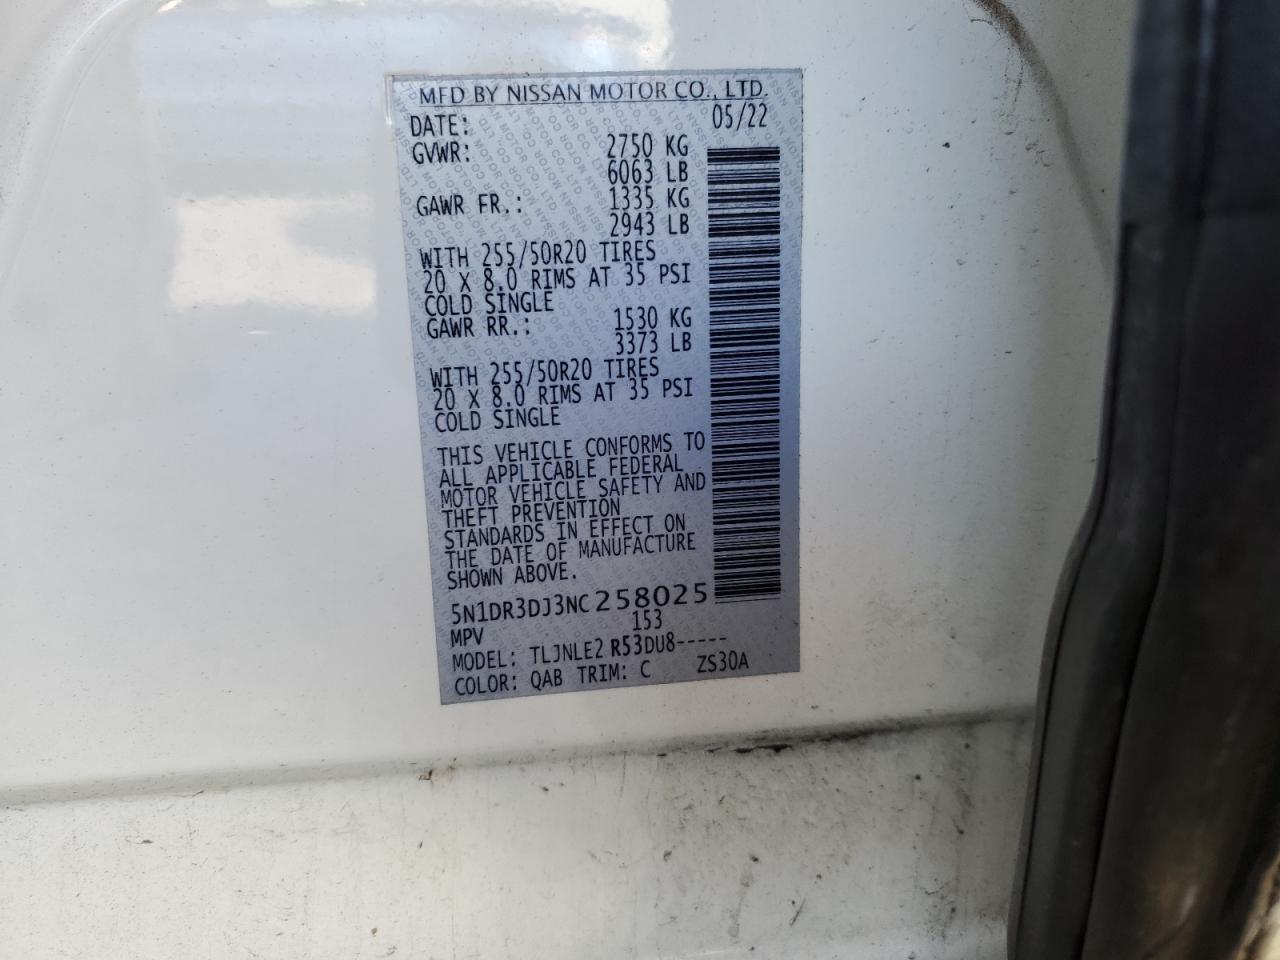 MFD BY NISSAN MOTOR CO., LTD.
DATE: 05/22
GVWR: 2750 KG
6063 LB
GAWR FR.: 1335 KG
2943 LB
WITH 255/50R20 TIRES
20 X 8.0 RIMS AT 35 PSI
COLD SINGLE
GAWR RR.: 1530 KG
3373 LB
WITH 255/50R20 TIRES
20 X 8.0 RIMS AT 35 PSI
COLD SINGLE
THIS VEHICLE CONFORMS TO
ALL APPLICABLE FEDERAL
MOTOR VEHICLE SAFETY AND
THEFT PREVENTION
STANDARDS IN EFFECT ON
THE DATE OF MANUFACTURE
SHOWN ABOVE.
5N1DR3DJ3NC258025
MPV 153
MODEL: TLJNLE2 R53DU8-----
COLOR: QAB TRIM: C ZS30A